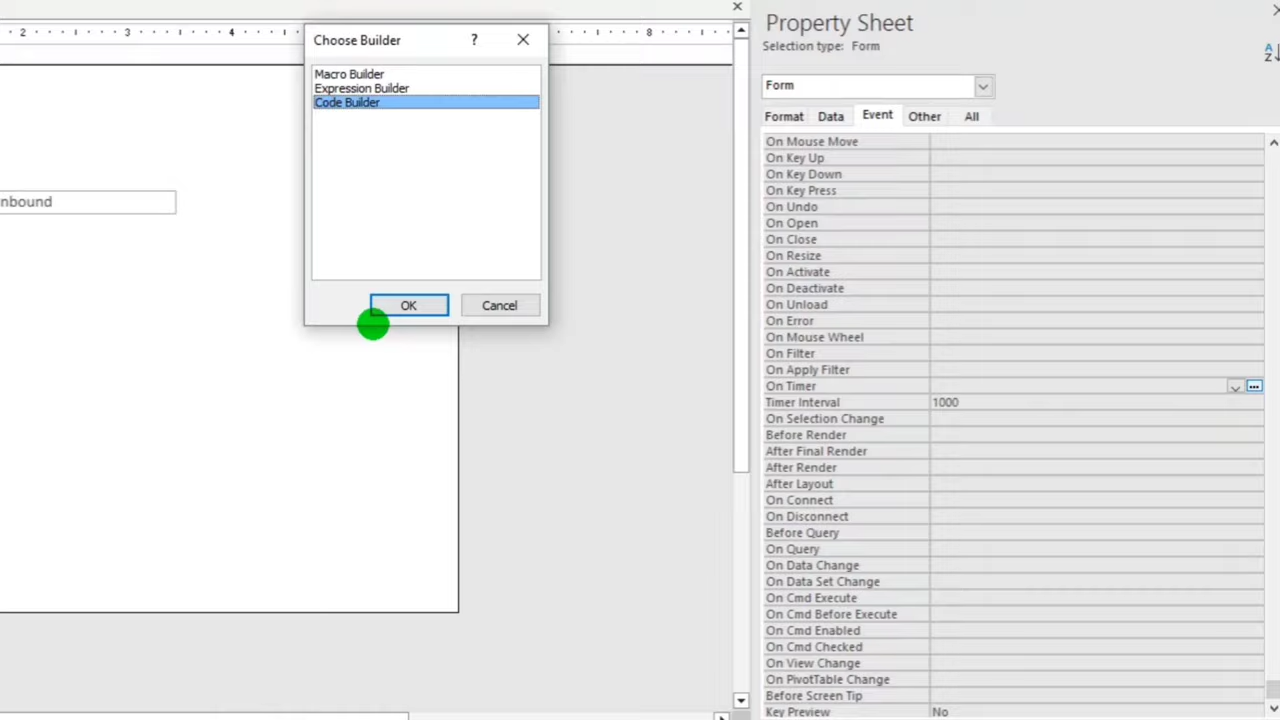 2 3 4 8
Choose Builder ?
Macro Builder
Expression Builder
Code Builder
OK Cancel
nbound
Property Sheet
Selection type: Form
Form
Format Data Event Other All
On Mouse Move
On Key Up
On Key Down
On Key Press
On Undo
On Open
On Close
On Resize
On Activate
On Deactivate
On Unload
On Error
On Mouse Wheel
On Filter
On Apply Filter
On Timer ...
Timer Interval 1000
On Selection Change
Before Render
After Final Render
After Render
After Layout
On Connect
On Disconnect
Before Query
On Query
On Data Change
On Data Set Change
On Cmd Execute
On Cmd Before Execute
On Cmd Enabled
On Cmd Checked
On View Change
On PivotTable Change
Before Screen Tip
Key Preview No